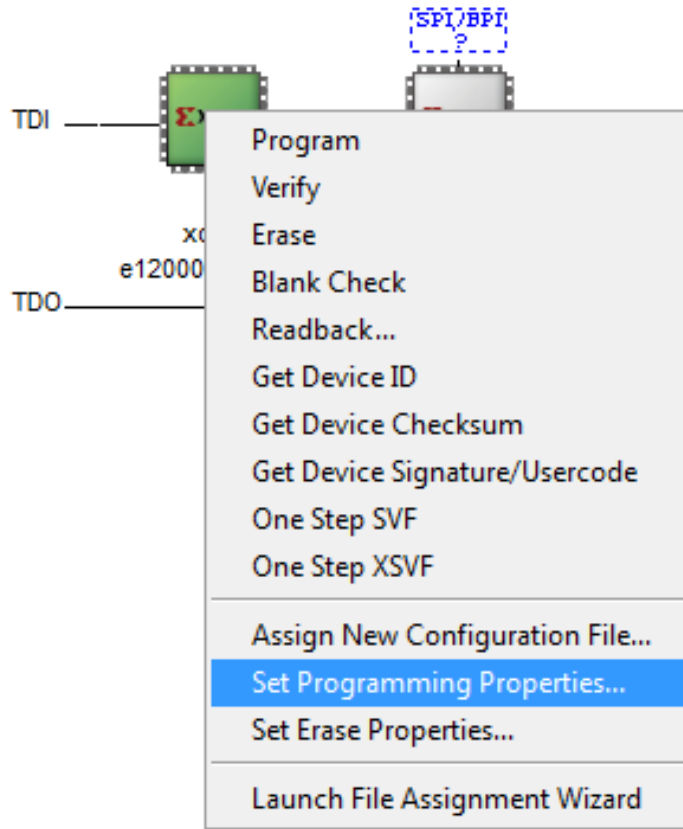 SPI/BPI
?
TDI
Program
Verify
Erase
Blank Check
Readback...
Get Device ID
Get Device Checksum
Get Device Signature/Usercode
One Step SVF
One Step XSVF
e12000
TDO
Assign New Configuration File...
Set Programming Properties...
Set Erase Properties...
Launch File Assignment Wizard